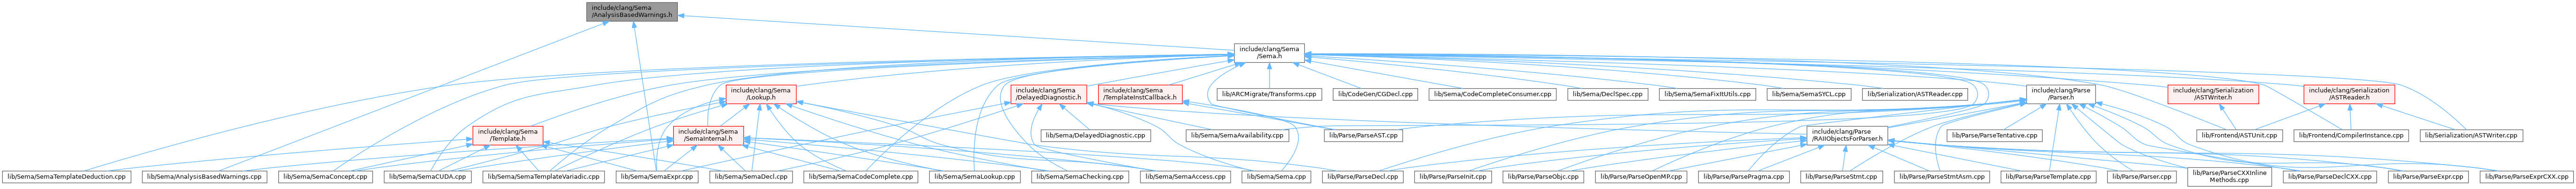 include/clang/Sema
/AnalysisBasedWarnings.h
include/clang/Sema
/Sema.h
include/clang/Sema
/Lookup.h
include/clang/Sema
/DelayedDiagnostic.h
include/clang/Sema
/TemplateInstCallback.h
lib/ARCMigrate/Transforms.cpp
lib/CodeGen/CGDecl.cpp
lib/Sema/CodeCompleteConsumer.cpp
lib/Sema/DeclSpec.cpp
lib/Sema/SemaFixItUtils.cpp
lib/Sema/SemaSYCL.cpp
lib/Serialization/ASTReader.cpp
include/clang/Parse
/Parser.h
include/clang/Serialization
/ASTWriter.h
include/clang/Serialization
/ASTReader.h
include/clang/Sema
/Template.h
include/clang/Sema
/SemaInternal.h
lib/Sema/DelayedDiagnostic.cpp
lib/Sema/SemaAvailability.cpp
lib/Parse/ParseAST.cpp
include/clang/Parse
/RAIIObjectsForParser.h
lib/Parse/ParseTentative.cpp
lib/Frontend/ASTUnit.cpp
lib/Frontend/CompilerInstance.cpp
lib/Serialization/ASTWriter.cpp
lib/Sema/SemaTemplateDeduction.cpp
lib/Sema/AnalysisBasedWarnings.cpp
lib/Sema/SemaConcept.cpp
lib/Sema/SemaCUDA.cpp
lib/Sema/SemaTemplateVariadic.cpp
lib/Sema/SemaExpr.cpp
lib/Sema/SemaDecl.cpp
lib/Sema/SemaCodeComplete.cpp
lib/Sema/SemaLookup.cpp
lib/Sema/SemaChecking.cpp
lib/Sema/SemaAccess.cpp
lib/Sema/Sema.cpp
lib/Parse/ParseDecl.cpp
lib/Parse/ParseInit.cpp
lib/Parse/ParseObjc.cpp
lib/Parse/ParseOpenMP.cpp
lib/Parse/ParsePragma.cpp
lib/Parse/ParseStmt.cpp
lib/Parse/ParseStmtAsm.cpp
lib/Parse/ParseTemplate.cpp
lib/Parse/Parser.cpp
lib/Parse/ParseCXXInline
Methods.cpp
lib/Parse/ParseDeclCXX.cpp
lib/Parse/ParseExpr.cpp
lib/Parse/ParseExprCXX.cpp